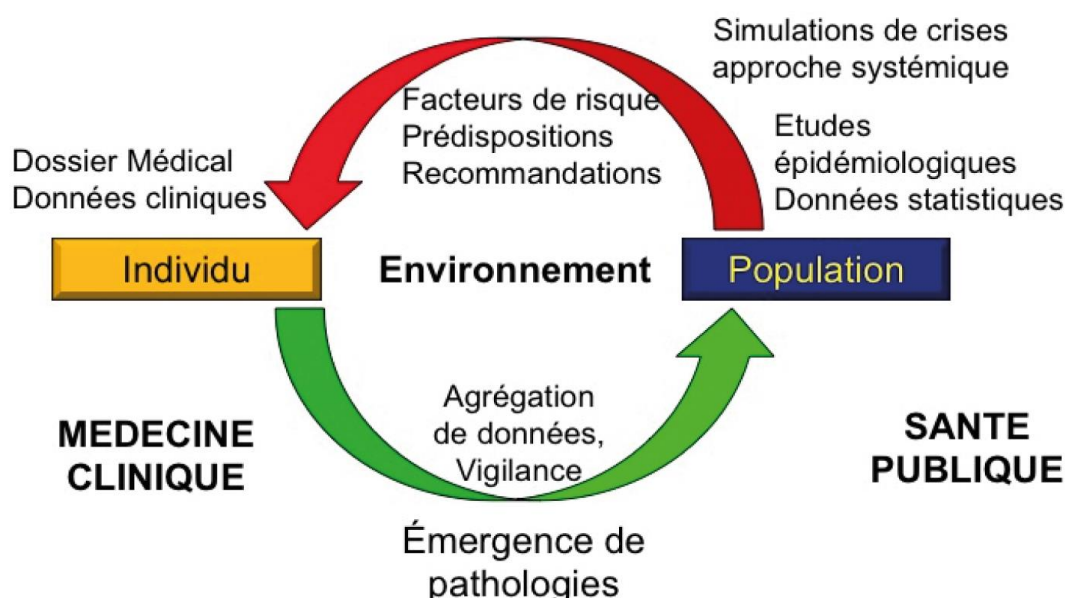 Simulations de crises
approche systémique
Facteurs de risque
Prédispositions
Recommandations
Etudes
épidémiologiques
Données statistiques
Dossier Médical
Données cliniques
Individu
Environnement
Population
Agrégation
de données,
Vigilance
MEDECINE
CLINIQUE
SANTE
PUBLIQUE
Émergence de
pathologies